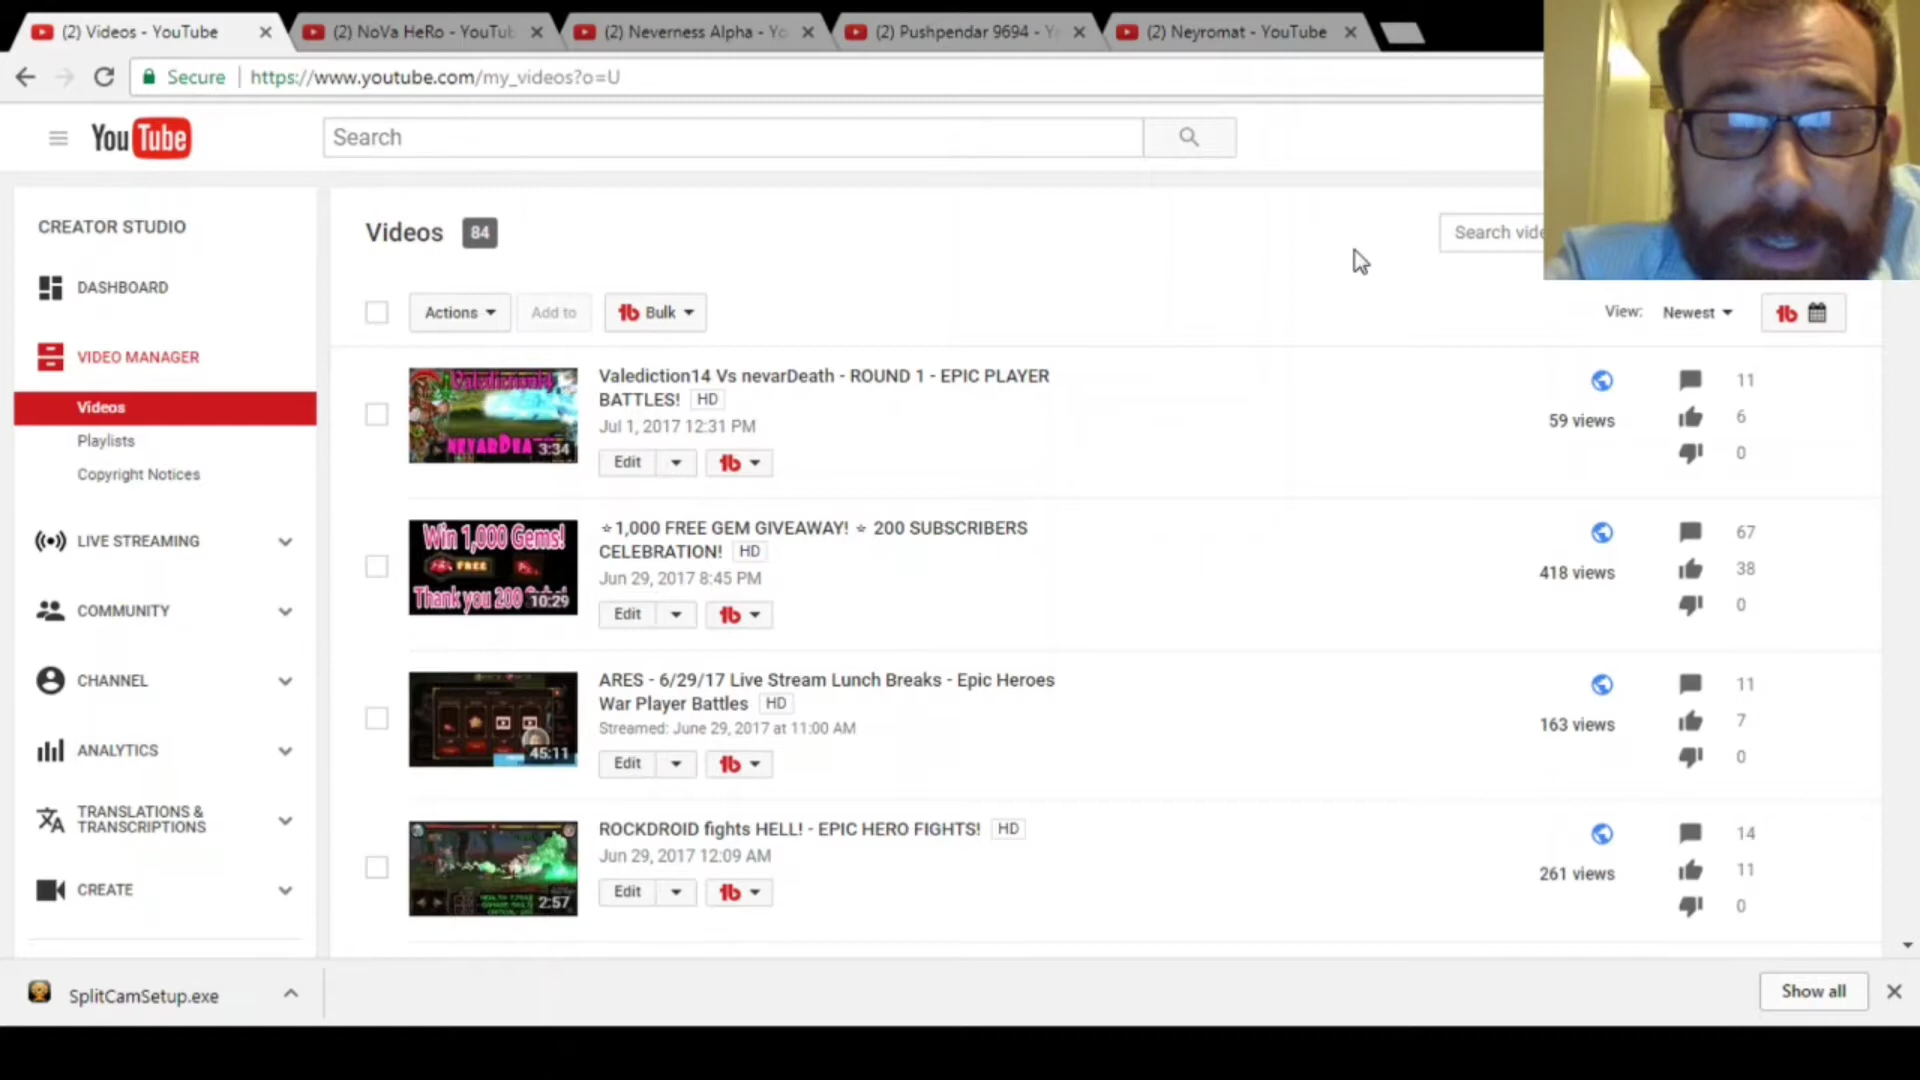 (2) Videos - YouTube
(2) NoVa HeRo - YouTub
(2) Neverness Alpha - Yo
(2) Pushpendar 9694 - Y
(2) Neyromat - YouTube
Secure
https://www.youtube.com/my_videos?o=U
YouTube
Search
CREATOR STUDIO
DASHBOARD
VIDEO MANAGER
Videos
Playlists
Copyright Notices
LIVE STREAMING
COMMUNITY
CHANNEL
ANALYTICS
TRANSLATIONS &
TRANSCRIPTIONS
CREATE
Videos 84
Search vide
Actions
Add to
tb Bulk
View: Newest
tb
Valediction14
NEVARDEA
3:34
Valediction14 Vs nevarDeath - ROUND 1 - EPIC PLAYER
BATTLES! HD
Jul 1, 2017 12:31 PM
Edit
tb
59 views
11
6
0
Win 1,000 Gems!
FREE
Thank you 200
10:29
⭐1,000 FREE GEM GIVEAWAY! ⭐ 200 SUBSCRIBERS
CELEBRATION! HD
Jun 29, 2017 8:45 PM
Edit
tb
418 views
67
38
0
45:11
ARES - 6/29/17 Live Stream Lunch Breaks - Epic Heroes
War Player Battles HD
Streamed: June 29, 2017 at 11:00 AM
Edit
tb
163 views
11
7
0
2:57
ROCKDROID fights HELL! - EPIC HERO FIGHTS! HD
Jun 29, 2017 12:09 AM
Edit
tb
261 views
14
11
0
SplitCamSetup.exe
Show all